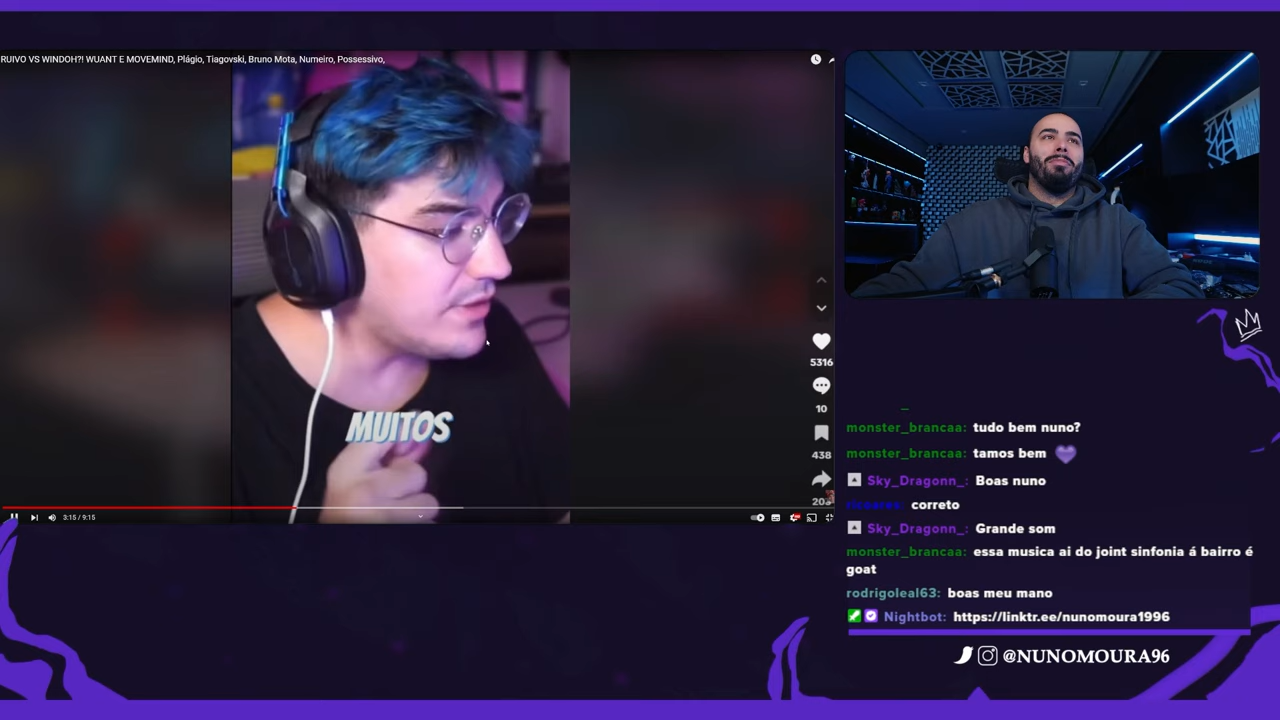 RUIVO VS WINDOH?! WUANT E MOVEMIND, Plágio, Tiagovski, Bruno Mota, Numeiro, Possessivo,
MUITOS
5316
10
438
3:15 / 9:15
monster_brancaa: tudo bem nuno?
monster_brancaa: tamos bem
Sky_Dragonn_: Boas nuno
correto
Sky_Dragonn_: Grande som
monster_brancaa: essa musica ai do joint sinfonia á bairro é
goat
rodrigoleal63: boas meu mano
Nightbot: https://linktr.ee/nunomoura1996
@NUNOMOURA96